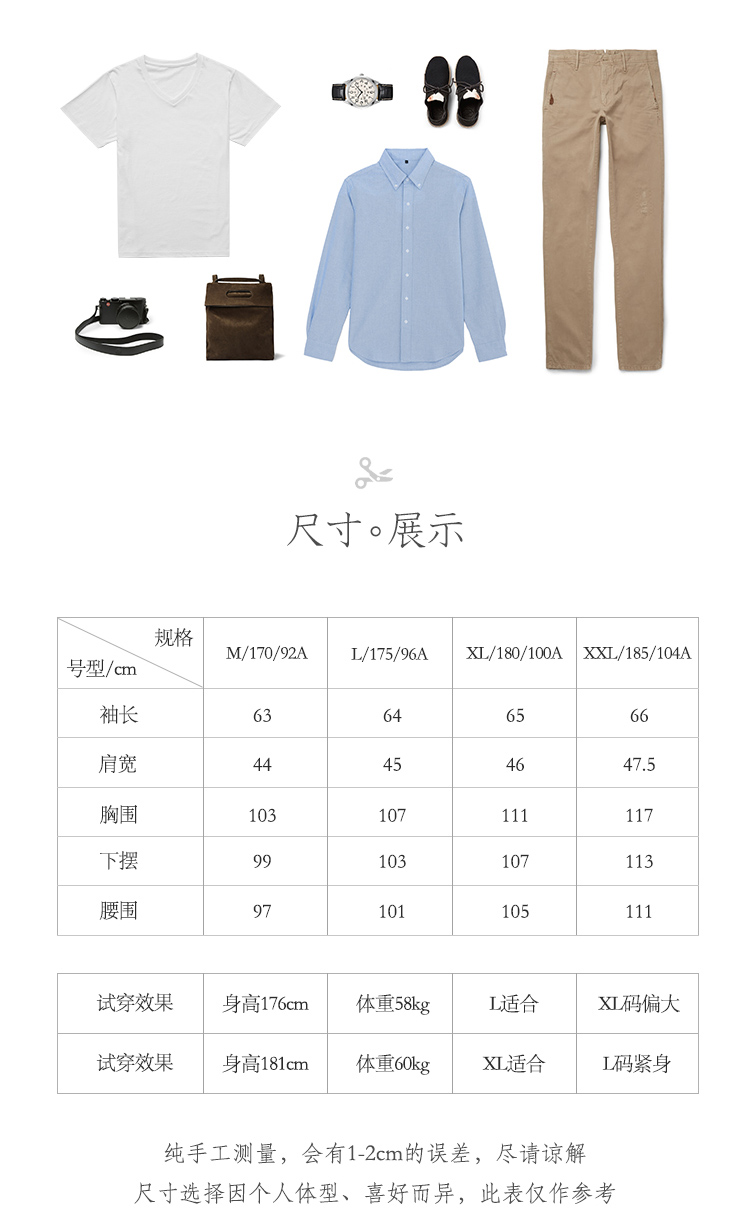 尺寸。展示
规格
号型/cm
M/170/92A L/175/96A XL/180/100A XXL/185/104A
袖长 63 64 65 66
肩宽 44 45 46 47.5
胸围 103 107 111 117
下摆 99 103 107 113
腰围 97 101 105 111
试穿效果 身高176cm 体重58kg L适合 XL码偏大
试穿效果 身高181cm 体重60kg XL适合 L码紧身
纯手工测量，会有1-2cm的误差，尽请谅解
尺寸选择因个人体型、喜好而异，此表仅作参考